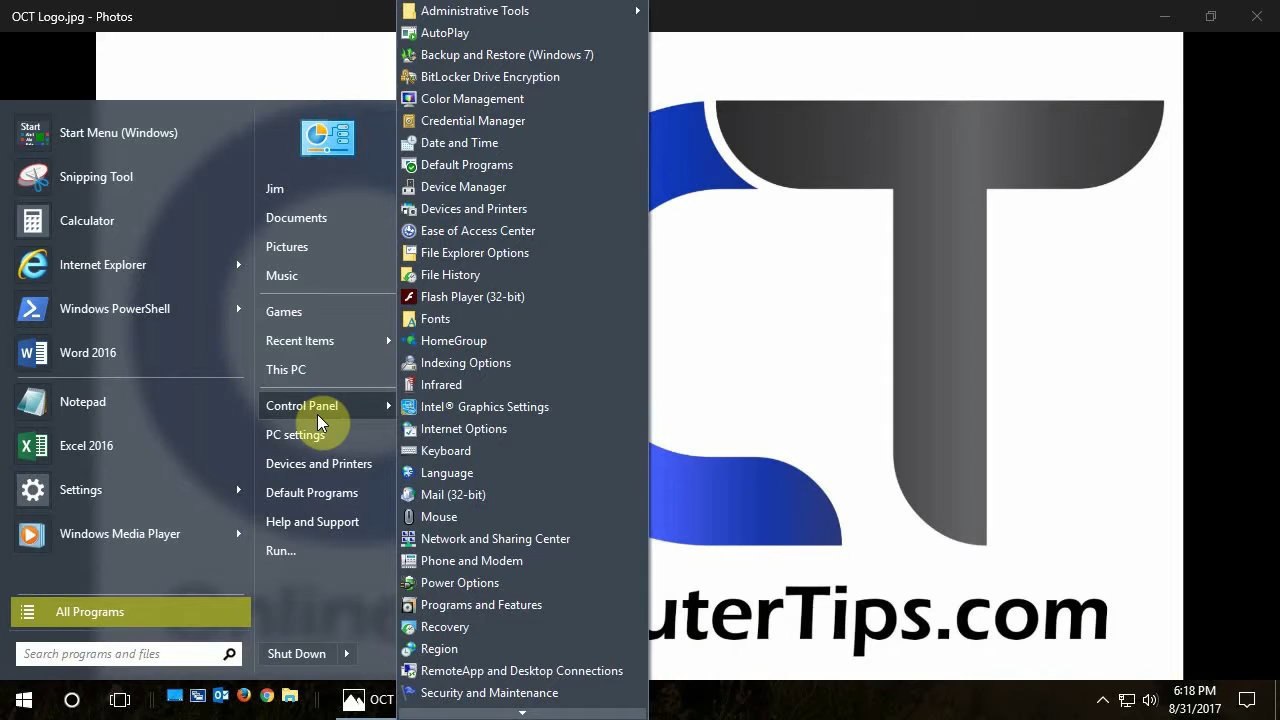 OCT Logo.jpg - Photos
Start
Start Menu (Windows)
Snipping Tool
Calculator
Internet Explorer
Windows PowerShell
Word 2016
Notepad
Excel 2016
Settings
Windows Media Player
All Programs
Search programs and files
Jim
Documents
Pictures
Music
Games
Recent Items
This PC
Control Panel
PC settings
Devices and Printers
Default Programs
Help and Support
Run...
Shut Down
Administrative Tools
AutoPlay
Backup and Restore (Windows 7)
BitLocker Drive Encryption
Color Management
Credential Manager
Date and Time
Default Programs
Device Manager
Devices and Printers
Ease of Access Center
File Explorer Options
File History
Flash Player (32-bit)
Fonts
HomeGroup
Indexing Options
Infrared
Intel® Graphics Settings
Internet Options
Keyboard
Language
Mail (32-bit)
Mouse
Network and Sharing Center
Phone and Modem
Power Options
Programs and Features
Recovery
Region
RemoteApp and Desktop Connections
Security and Maintenance
T
uterTips.com
OCT
6:18 PM
8/31/2017